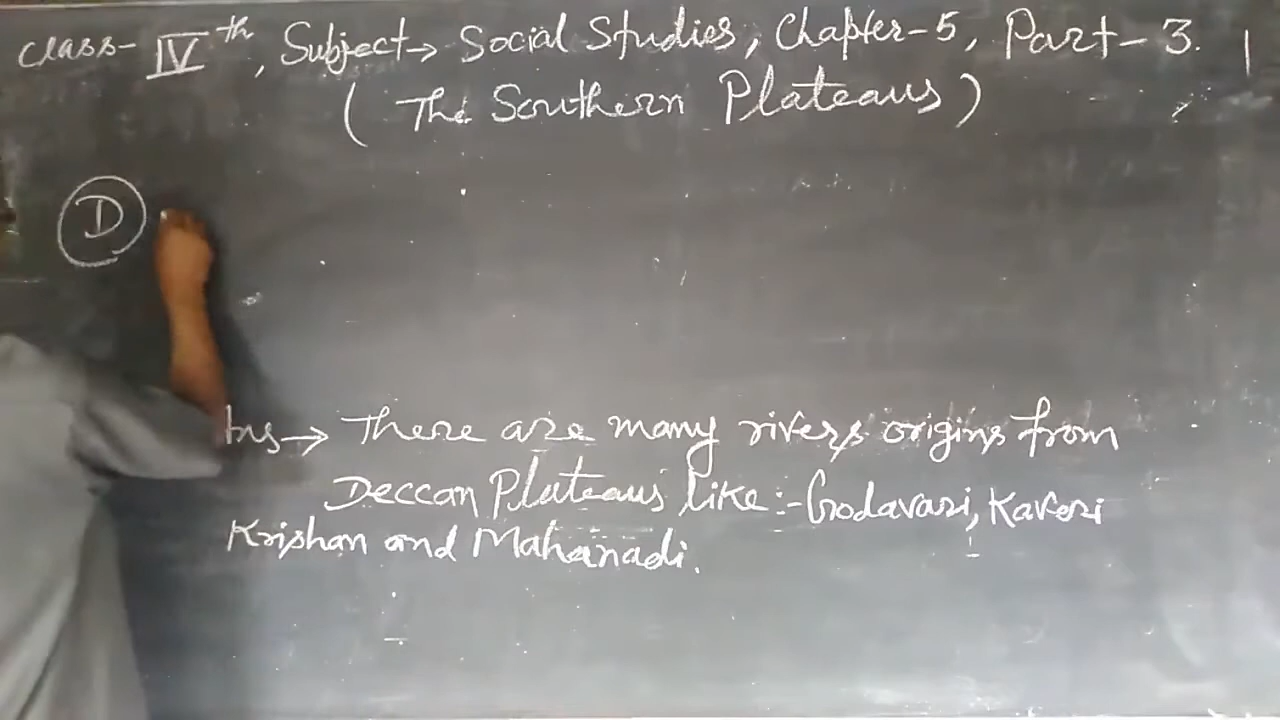 Class- IVth, Subject→ Social Studies, Chapter-5, Part-3.
(The Southern Plateaus)
D
Ans→ There are many rivers origins from
Deccan Plateaus like:- Godavari, Kaveri
Krishan and Mahanadi.